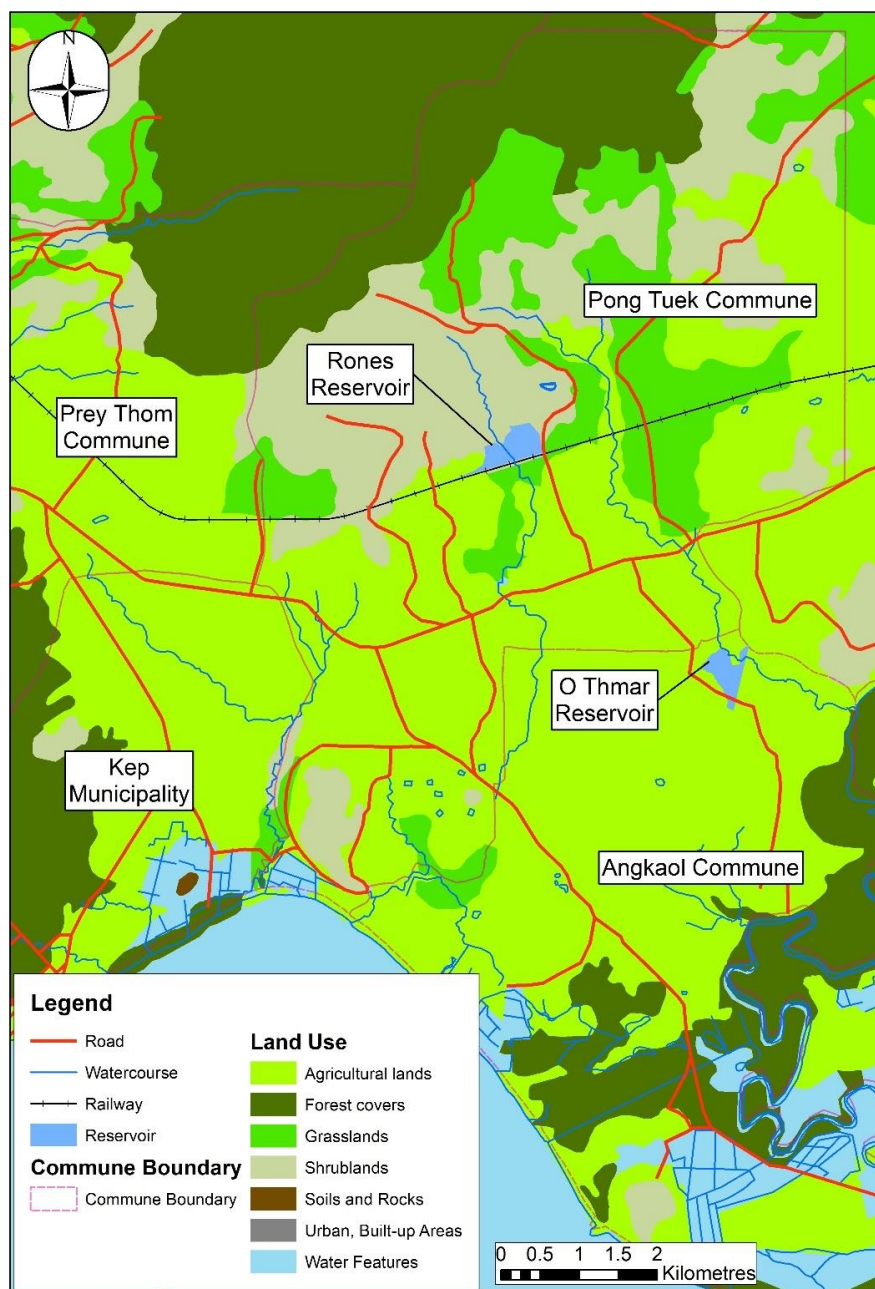 N
Pong Tuek Commune
Rones
Reservoir
Prey Thom
Commune
O Thmar
Reservoir
Kep
Municipality
Angkaol Commune
Legend
Road
Watercourse
Railway
Reservoir
Commune Boundary
Commune Boundary
Land Use
Agricultural lands
Forest covers
Grasslands
Shrublands
Soils and Rocks
Urban, Built-up Areas
Water Features
0 0.5 1 1.5 2
Kilometres